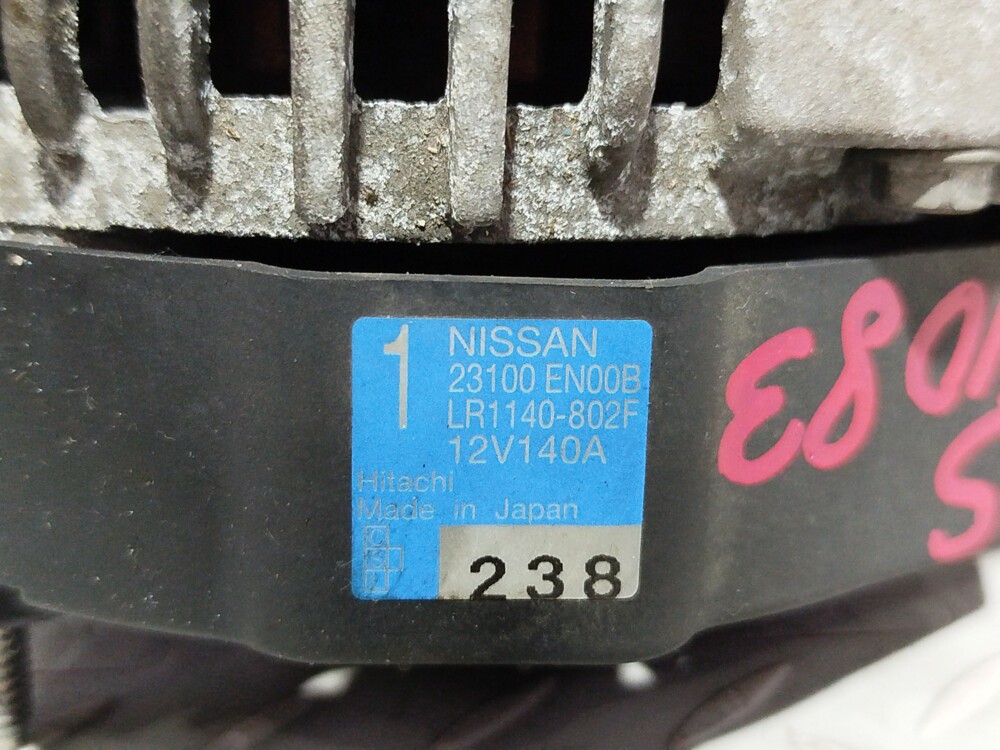 1
NISSAN
23100 EN00B
LR1140-802F
12V140A
Hitachi
Made in Japan
238